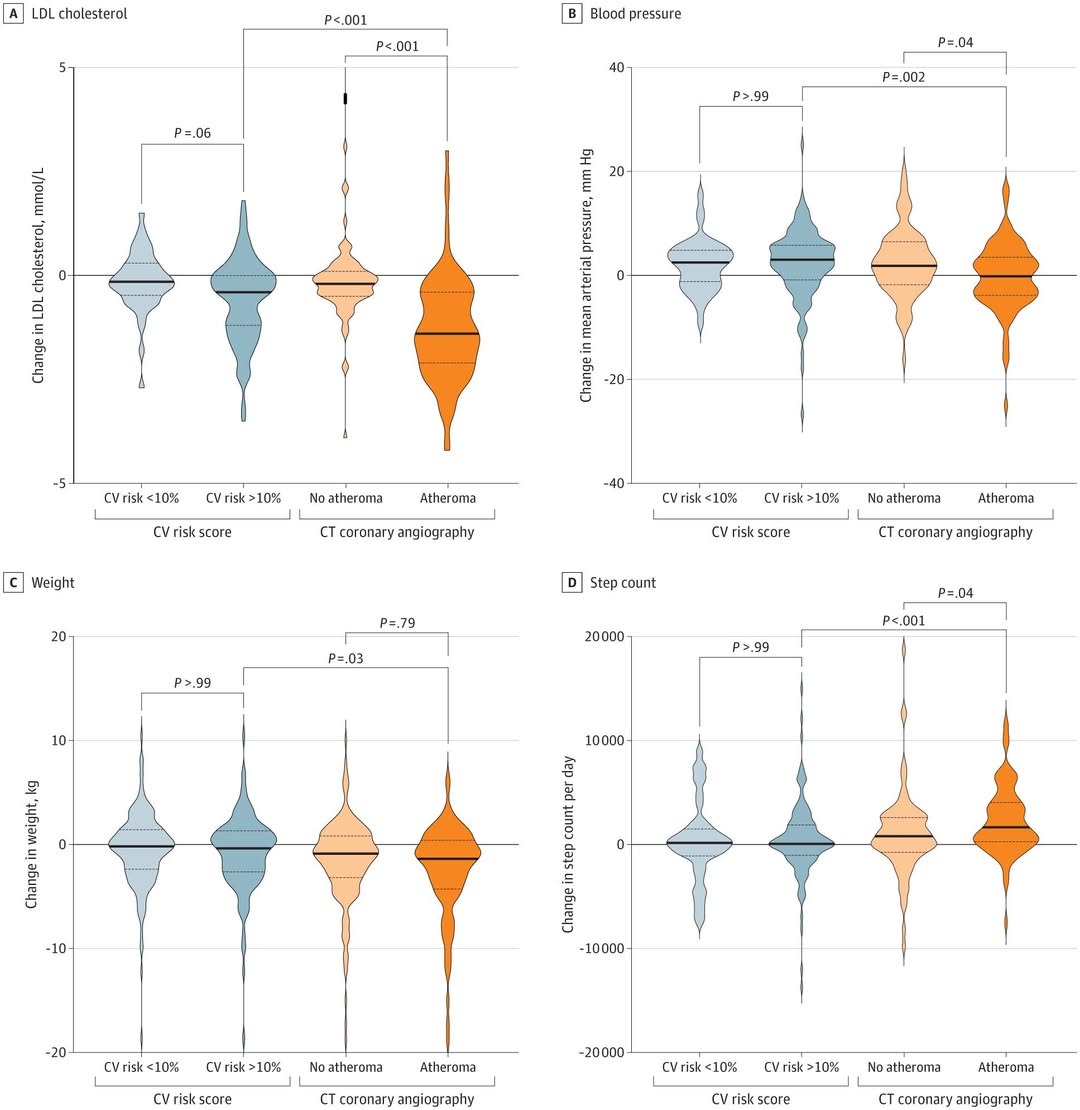 A LDL cholesterol
P<.001
P<.001
P=.06
5
0
-5
Change in LDL cholesterol, mmol/L
CV risk <10%
CV risk >10%
No atheroma
Atheroma
CV risk score
CT coronary angiography
B Blood pressure
P=.04
P=.002
P>.99
40
20
0
-20
-40
Change in mean arterial pressure, mm Hg
CV risk <10%
CV risk >10%
No atheroma
Atheroma
CV risk score
CT coronary angiography
C Weight
P=.79
P=.03
P>.99
20
10
0
-10
-20
Change in weight, kg
CV risk <10%
CV risk >10%
No atheroma
Atheroma
CV risk score
CT coronary angiography
D Step count
P=.04
P<.001
P>.99
20000
10000
0
-10000
-20000
Change in step count per day
CV risk <10%
CV risk >10%
No atheroma
Atheroma
CV risk score
CT coronary angiography